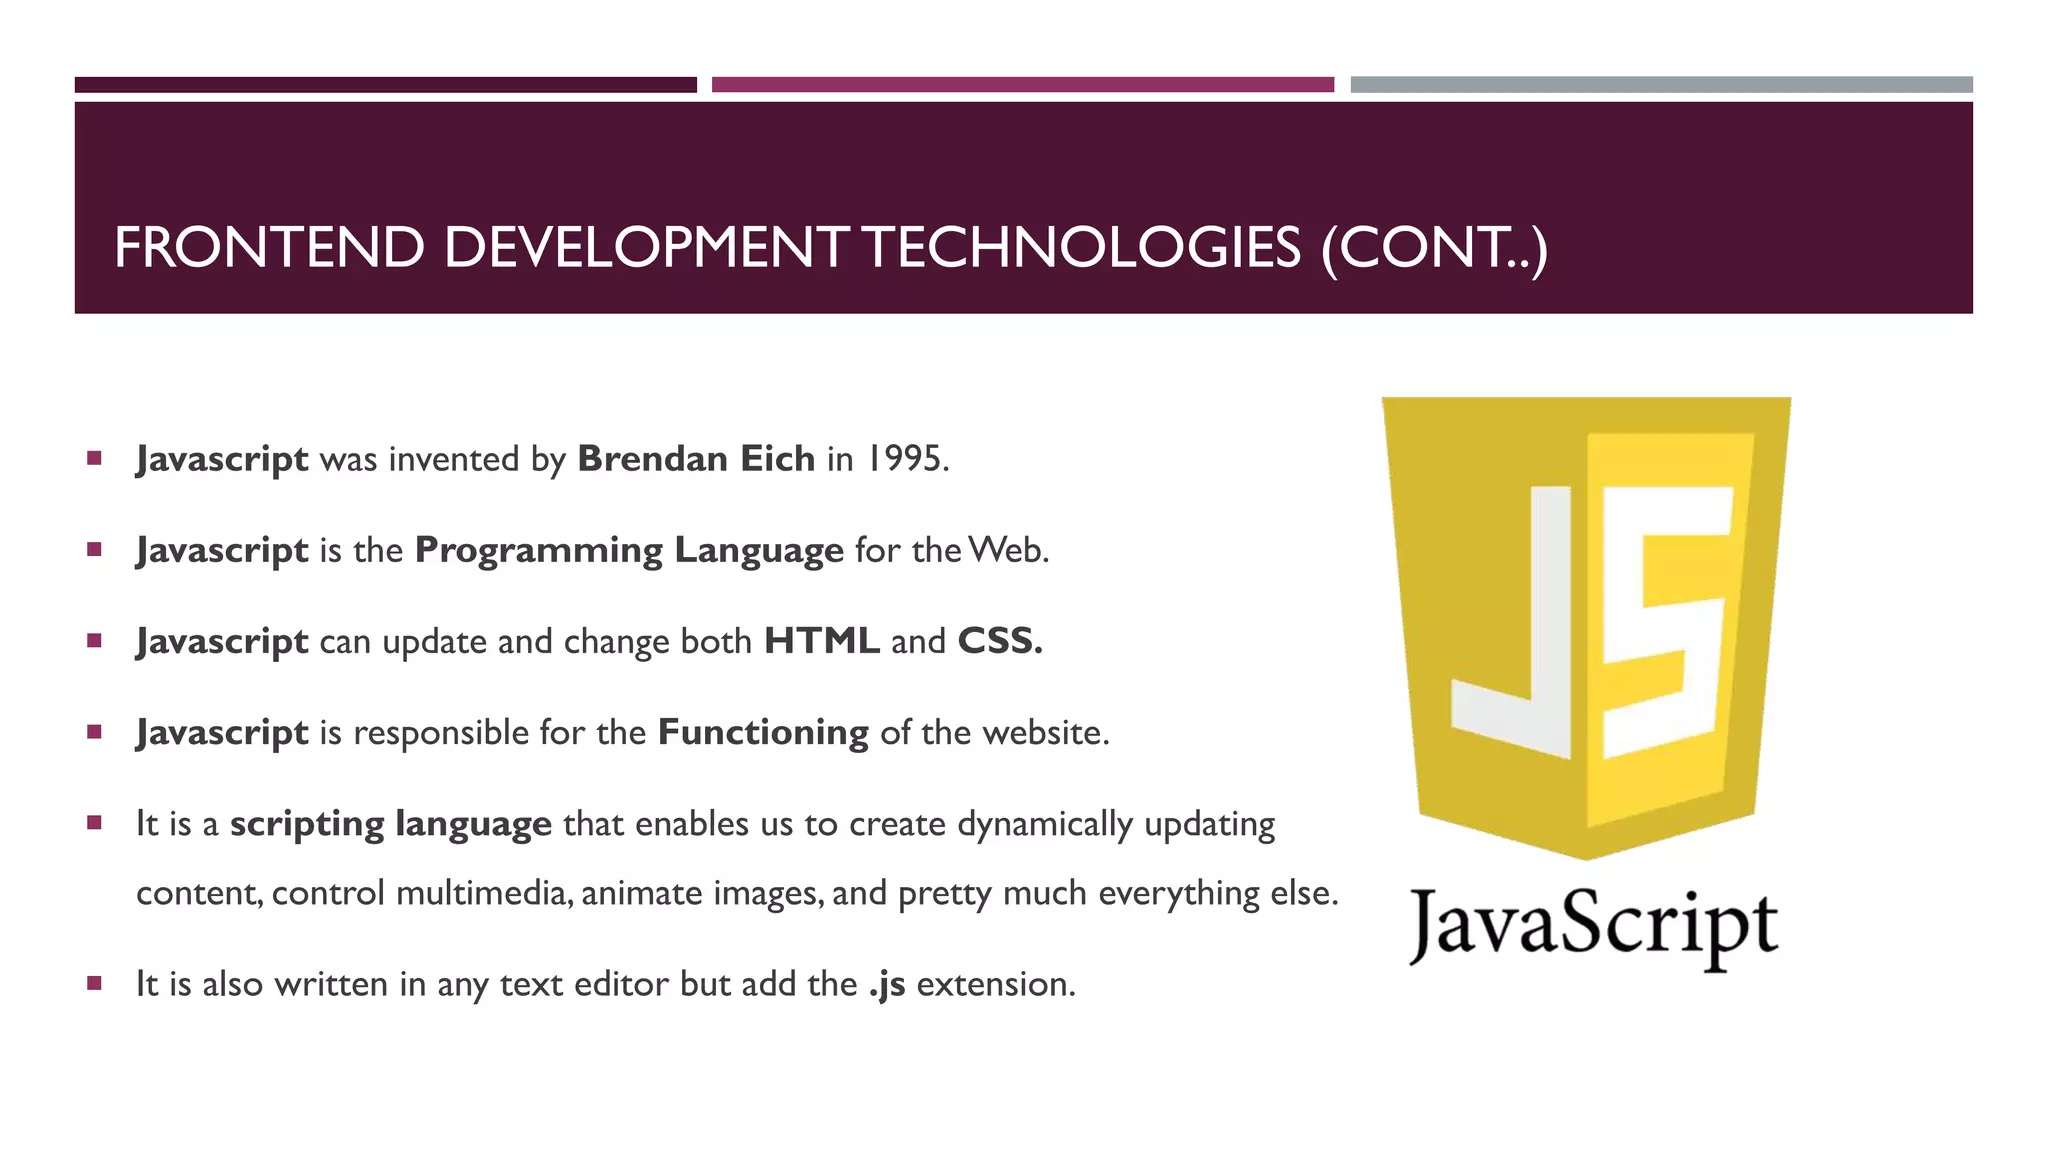 FRONTEND DEVELOPMENT TECHNOLOGIES (CONT..)
Javascript was invented by Brendan Eich in 1995.
Javascript is the Programming Language for the Web.
Javascript can update and change both HTML and CSS.
Javascript is responsible for the Functioning of the website.
It is a scripting language that enables us to create dynamically updating
content, control multimedia, animate images, and pretty much everything else.
It is also written in any text editor but add the .js extension.
JS
JavaScript